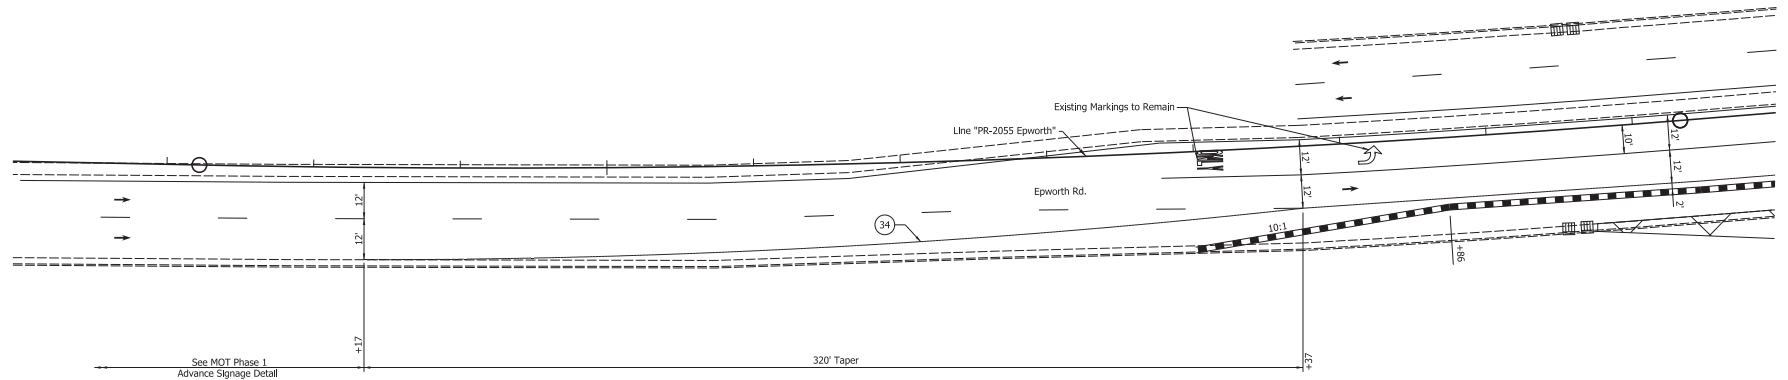 Existing Markings to Remain
Line "PR-2055 Epworth"
10'
12'
12'
12'
Epworth Rd.
12'
12'
2'
12'
34
10:1
12'
+86
+17
+37
See MOT Phase 1
Advance Signage Detail
320' Taper